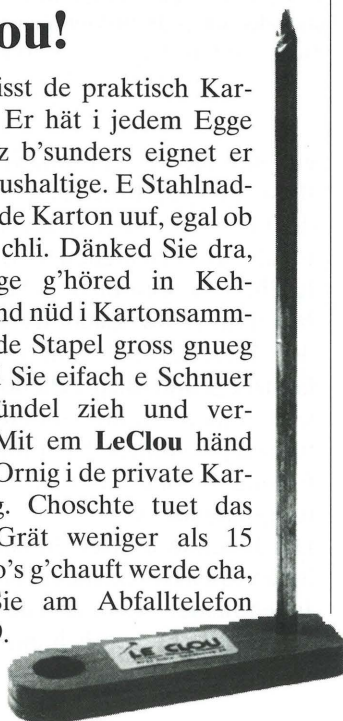 ou!
isst de praktisch Kar-
Er hät i jedem Egge
z b'sunders eignet er
ushaltige. E Stahlnad-
de Karton uuf, egal ob
chli. Dänked Sie dra,
ge g'höred in Keh-
nd nüd i Kartonsamm-
de Stapel gross gnueg
Sie eifach e Schnuer
ündel zieh und ver-
Mit em LeClou händ
Ornig i de private Kar-
g. Choschte tuet das
Grät weniger als 15
o's g'chauft werde cha,
Sie am Abfalltelefon
LE CLOU